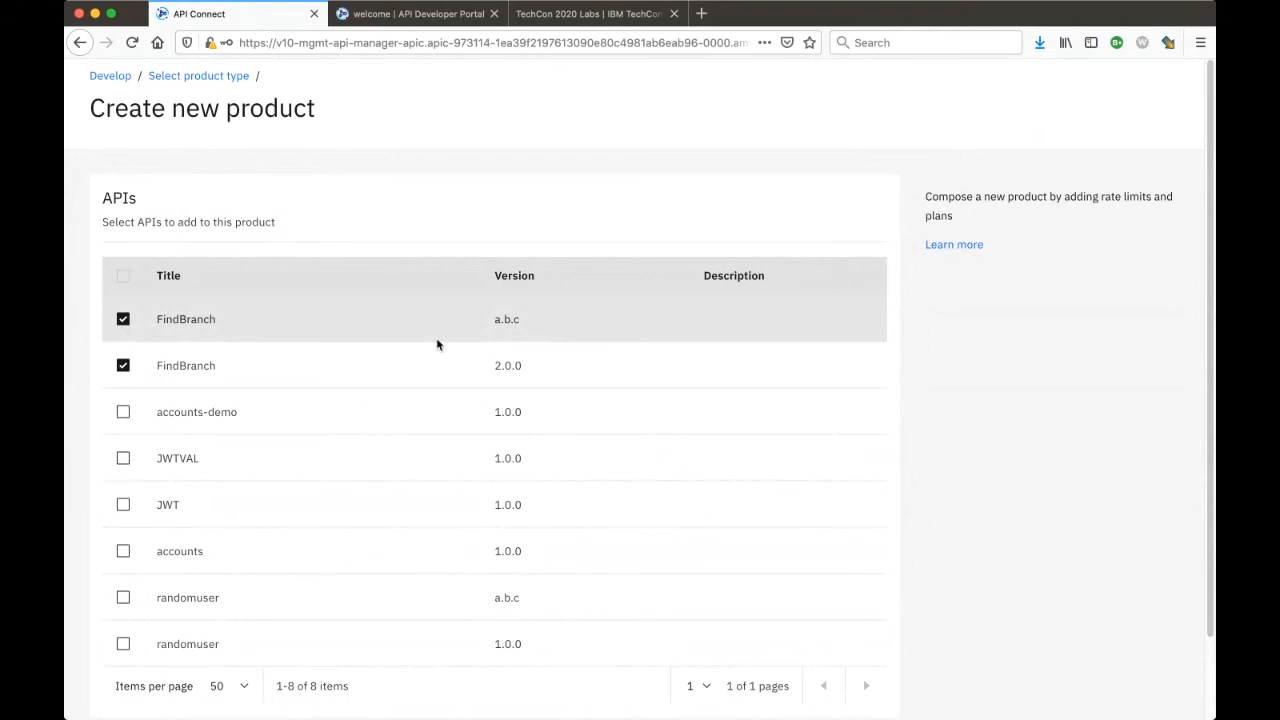 API Connect
welcome | API Developer Portal
TechCon 2020 Labs | IBM TechCon
https://v10-mgmt-api-manager-apic.apic-973114-1ea39f2197613090e80c4981ab6eab96-0000.am
Search
Develop / Select product type /
Create new product
APIs
Select APIs to add to this product
Compose a new product by adding rate limits and
plans
Learn more
Title Version Description
FindBranch a.b.c
FindBranch 2.0.0
accounts-demo 1.0.0
JWTVAL 1.0.0
JWT 1.0.0
accounts 1.0.0
randomuser a.b.c
randomuser 1.0.0
Items per page 50 1-8 of 8 items 1 1 of 1 pages